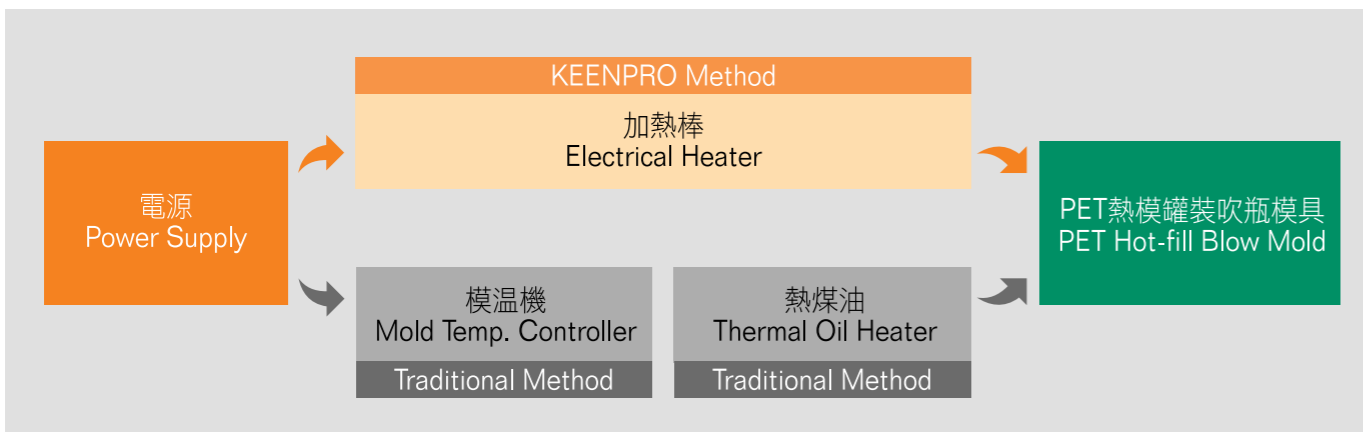 KEENPRO Method
加熱棒
Electrical Heater
電源
Power Supply
PET熱模罐裝吹瓶模具
PET Hot-fill Blow Mold
模温機
Mold Temp. Controller
Traditional Method
熱煤油
Thermal Oil Heater
Traditional Method